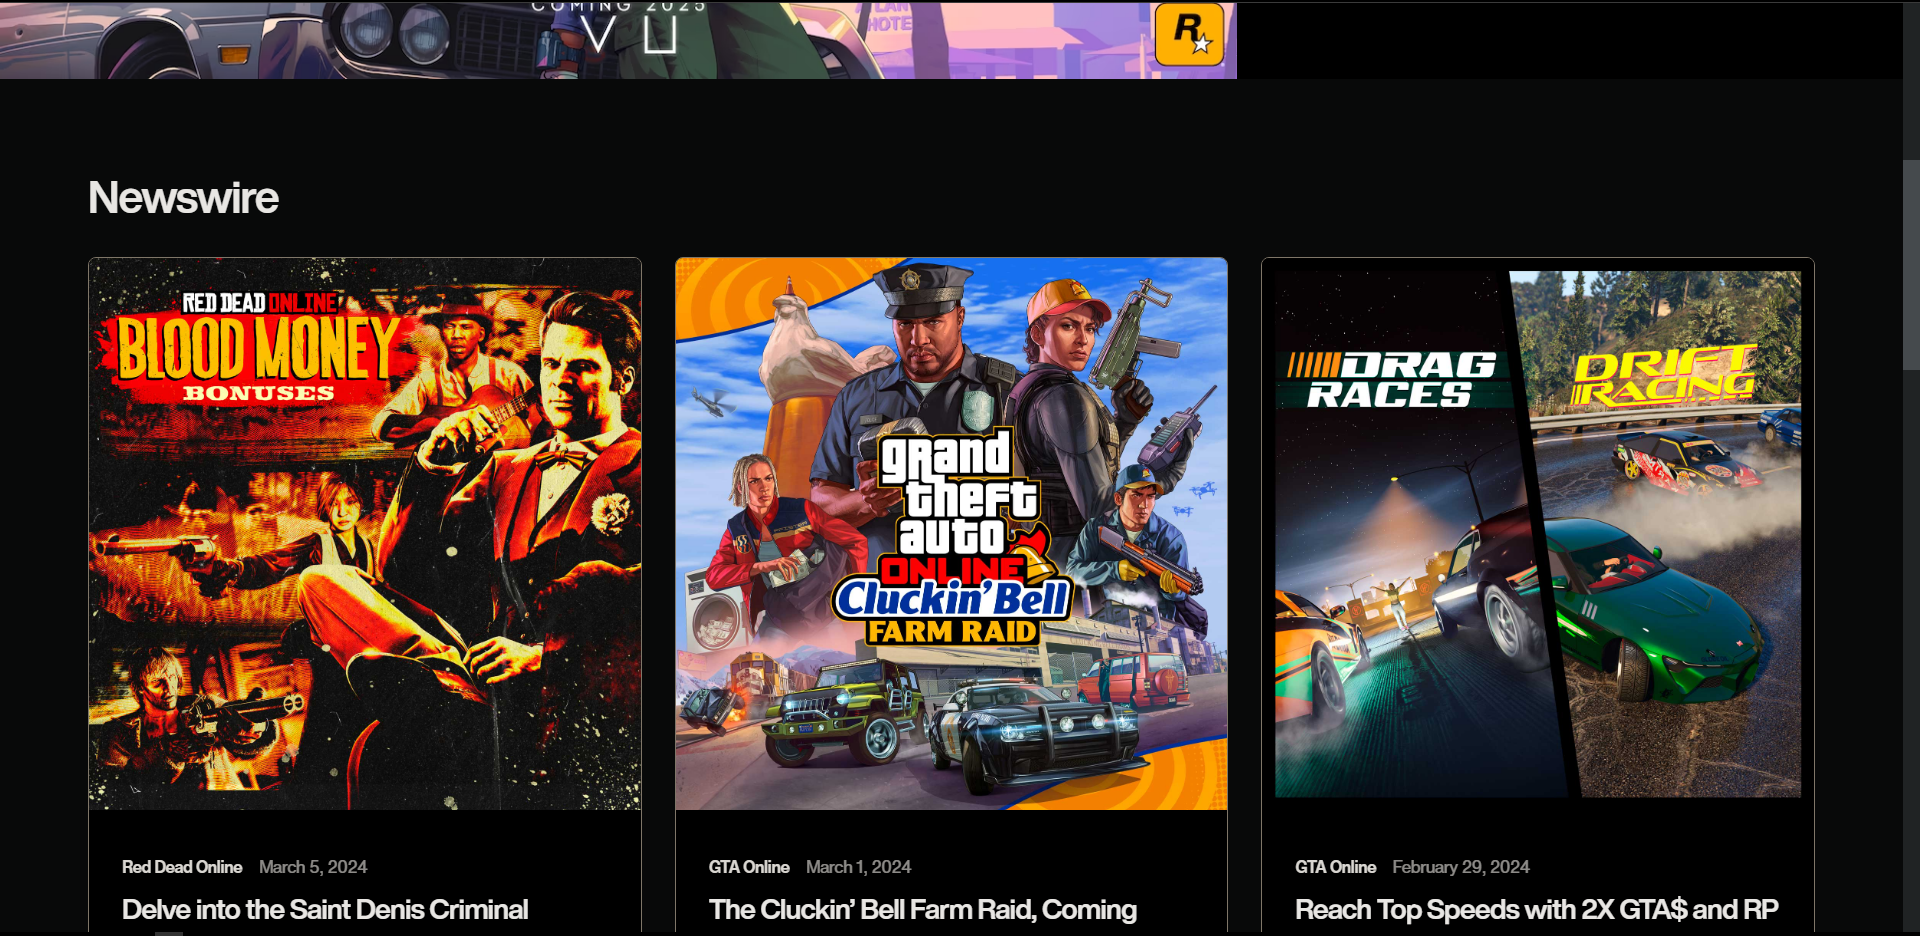 COMING 2025
VI
HOTE
R
Newswire
RED DEAD ONLINE
BLOOD MONEY
BONUSES
Red Dead Online March 5, 2024
Delve into the Saint Denis Criminal
grand
theft
auto
ONLINE
Cluckin' Bell
FARM RAID
GTA Online March 1, 2024
The Cluckin' Bell Farm Raid, Coming
DRAG
RACES
DRIFT
RACING
GTA Online February 29, 2024
Reach Top Speeds with 2X GTA$ and RP